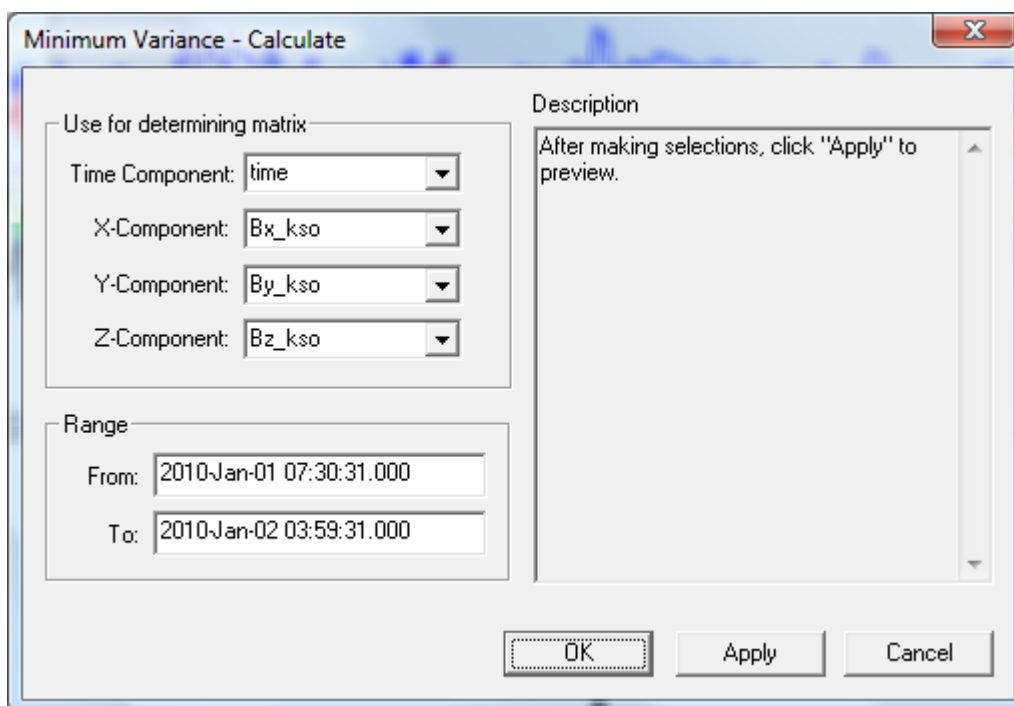 Minimum Variance - Calculate
Use for determining matrix
Time Component: time
X-Component: Bx_kso
Y-Component: By_kso
Z-Component: Bz_kso
Range
From: 2010-Jan-01 07:30:31.000
To: 2010-Jan-02 03:59:31.000
Description
After making selections, click "Apply" to
preview.
OK Apply Cancel